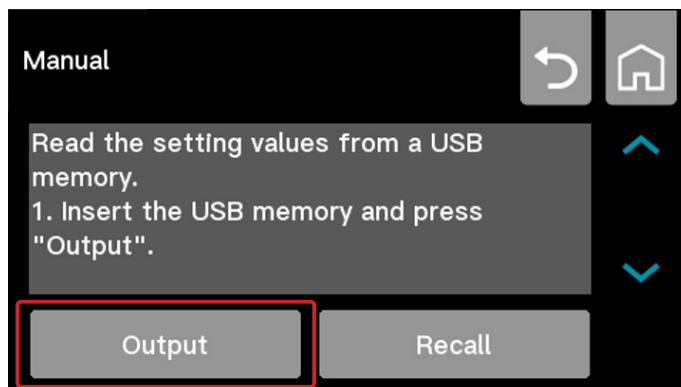 Manual
Read the setting values from a USB
memory.
1. Insert the USB memory and press
"Output".
Output
Recall